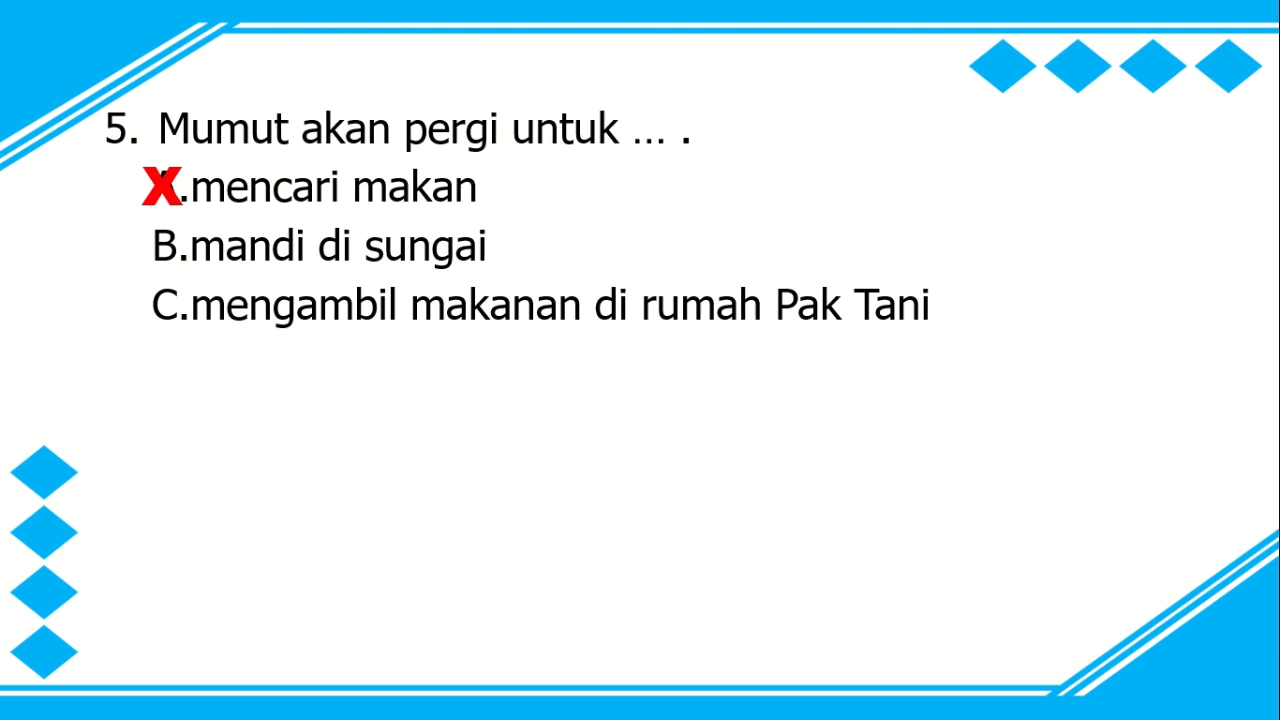 5. Mumut akan pergi untuk ... .
A.mencari makan
B.mandi di sungai
C.mengambil makanan di rumah Pak Tani